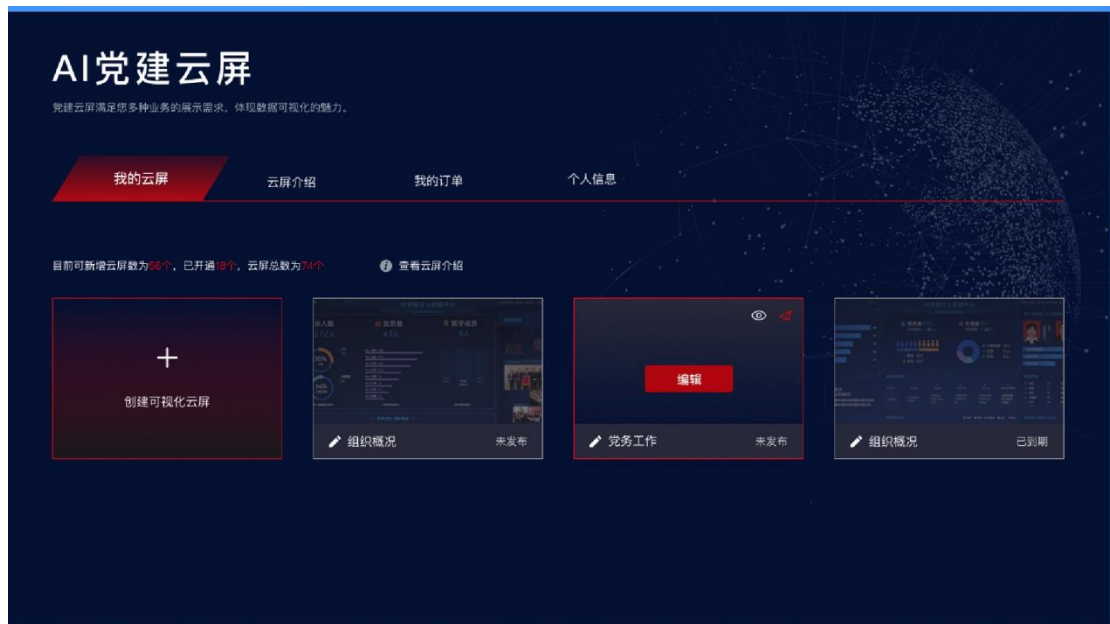 AI党建云屏
党建云屏满足您多种业务的展示需求，体现数据可视化的魅力。
我的云屏
云屏介绍
我的订单
个人信息
目前可新增云屏数为56个，已开通18个，云屏总数为74个
查看云屏介绍
创建可视化云屏
组织概况
未发布
编辑
党务工作
未发布
组织概况
已到期